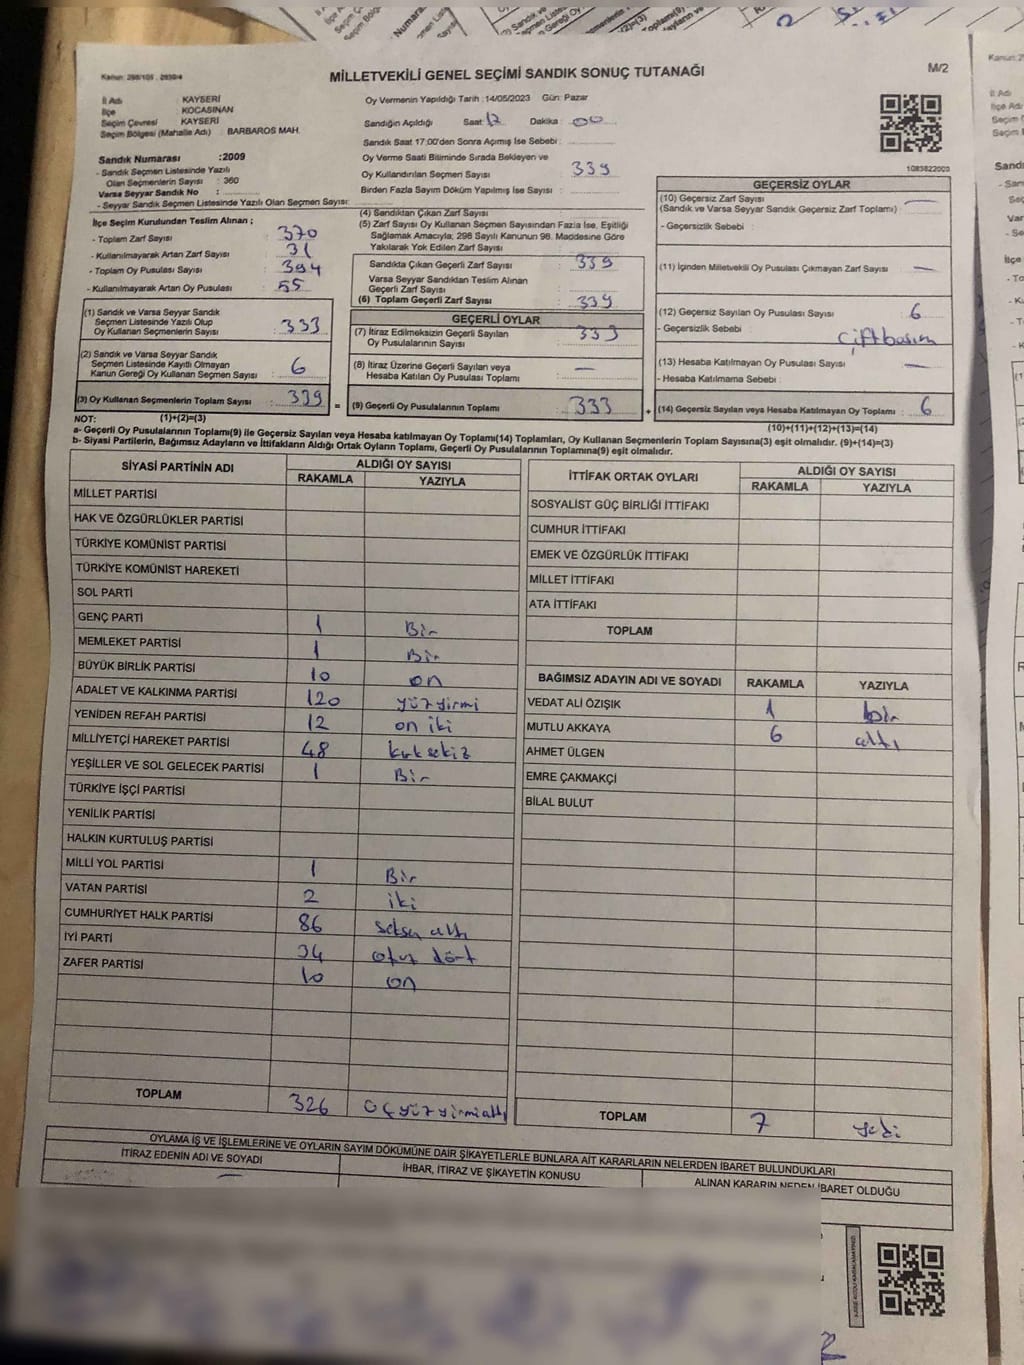 Kanun: 298/105 , 2839/4
MİLLETVEKİLİ GENEL SEÇİMİ SANDIK SONUÇ TUTANAĞI
M/2
İl Adı : KAYSERİ
İlçe : KOCASİNAN
Seçim Çevresi : KAYSERİ
Seçim Bölgesi (Mahalle Adı) : BARBAROS MAH.
Oy Vermenin Yapıldığı Tarih :14/05/2023 Gün: Pazar
Sandığın Açıldığı Saat 17 Dakika : 00
Sandık Saat 17:00'den Sonra Açımış İse Sebebi :
Oy Verme Saati Bitiminde Sırada Bekleyen ve
Oy Kullandırılan Seçmen Sayısı : 339
Birden Fazla Sayım Döküm Yapılmış İse Sayısı :
Sandık Numarası :2009
- Sandık Seçmen Listesinde Yazılı
Olan Seçmenlerin Sayısı : 360
Varsa Seyyar Sandık No :
- Seyyar Sandık Seçmen Listesinde Yazılı Olan Seçmen Sayısı:
1083822000
İlçe Seçim Kurulundan Teslim Alınan ;
- Toplam Zarf Sayısı : 370
- Kullanılmayarak Artan Zarf Sayısı : 31
- Toplam Oy Pusulası Sayısı : 394
- Kullanılmayarak Artan Oy Pusulası : 55
(1) Sandık ve Varsa Seyyar Sandık
Seçmen Listesinde Yazılı Olup
Oy Kullanan Seçmenlerin Sayısı : 333
(2) Sandık ve Varsa Seyyar Sandık
Seçmen Listesinde Kayıtlı Olmayan
Kanun Gereği Oy Kullanan Seçmen Sayısı : 6
(3) Oy Kullanan Seçmenlerin Toplam Sayısı : 339
(4) Sandıktan Çıkan Zarf Sayısı :
(5) Zarf Sayısı Oy Kullanan Seçmen Sayısından Fazla İse, Eşitliği
Sağlamak Amacıyla; 298 Sayılı Kanunun 98. Maddesine Göre
Yakılarak Yok Edilen Zarf Sayısı
Sandıkta Çıkan Geçerli Zarf Sayısı : 339
Varsa Seyyar Sandıktan Teslim Alınan
Geçerli Zarf Sayısı :
(6) Toplam Geçerli Zarf Sayısı : 339
GEÇERLİ OYLAR
(7) İtiraz Edilmeksizin Geçerli Sayılan
Oy Pusulalarının Sayısı : 333
(8) İtiraz Üzerine Geçerli Sayılan veya
Hesaba Katılan Oy Pusulası Toplamı : —
= (9) Geçerli Oy Pusulalarının Toplamı : 333 +
GEÇERSİZ OYLAR
(10) Geçersiz Zarf Sayısı : —
(Sandık ve Varsa Seyyar Sandık Geçersiz Zarf Toplamı)
- Geçersizlik Sebebi :
(11) İçinden Milletvekili Oy Pusulası Çıkmayan Zarf Sayısı : —
(12) Geçersiz Sayılan Oy Pusulası Sayısı : 6
- Geçersizlik Sebebi : çift basım
(13) Hesaba Katılmayan Oy Pusulası Sayısı : —
- Hesaba Katılmama Sebebi :
(14) Geçersiz Sayılan veya Hesaba Katılmayan Oy Toplamı : 6
NOT: (1)+(2)=(3)
(10)+(11)+(12)+(13)=(14)
a- Geçerli Oy Pusulalarının Toplamı(9) ile Geçersiz Sayılan veya Hesaba katılmayan Oy Toplamı(14) Toplamları, Oy Kullanan Seçmenlerin Toplam Sayısına(3) eşit olmalıdır. (9)+(14)=(3)
b- Siyasi Partilerin, Bağımsız Adayların ve İttifakların Aldığı Ortak Oyların Toplamı, Geçerli Oy Pusulalarının Toplamına(9) eşit olmalıdır.
SİYASİ PARTİNİN ADI ALDIĞI OY SAYISI
RAKAMLA YAZIYLA
MİLLET PARTİSİ
HAK VE ÖZGÜRLÜKLER PARTİSİ
TÜRKİYE KOMÜNİST PARTİSİ
TÜRKİYE KOMÜNİST HAREKETİ
SOL PARTİ
GENÇ PARTİ 1 Bir
MEMLEKET PARTİSİ 1 Bir
BÜYÜK BİRLİK PARTİSİ 10 on
ADALET VE KALKINMA PARTİSİ 120 yüzyirmi
YENİDEN REFAH PARTİSİ 12 on iki
MİLLİYETÇİ HAREKET PARTİSİ 48 kırksekiz
YEŞİLLER VE SOL GELECEK PARTİSİ 1 Bir
TÜRKİYE İŞÇİ PARTİSİ
YENİLİK PARTİSİ
HALKIN KURTULUŞ PARTİSİ
MİLLİ YOL PARTİSİ 1 Bir
VATAN PARTİSİ 2 iki
CUMHURİYET HALK PARTİSİ 86 seksen altı
İYİ PARTİ 34 otuz dört
ZAFER PARTİSİ 10 on
TOPLAM 326 üçyüzyirmialtı
İTTİFAK ORTAK OYLARI ALDIĞI OY SAYISI
RAKAMLA YAZIYLA
SOSYALİST GÜÇ BİRLİĞİ İTTİFAKI
CUMHUR İTTİFAKI
EMEK VE ÖZGÜRLÜK İTTİFAKI
MİLLET İTTİFAKI
ATA İTTİFAKI
TOPLAM
BAĞIMSIZ ADAYIN ADI VE SOYADI RAKAMLA YAZIYLA
VEDAT ALİ ÖZIŞIK 1 bir
MUTLU AKKAYA 6 altı
AHMET ÜLGEN
EMRE ÇAKMAKÇİ
BİLAL BULUT
TOPLAM 7 yedi
OYLAMA İŞ VE İŞLEMLERİNE VE OYLARIN SAYIM DÖKÜMÜNE DAİR ŞİKAYETLERLE BUNLARA AİT KARARLARIN NELERDEN İBARET BULUNDUKLARI
İTİRAZ EDENİN ADI VE SOYADI İHBAR, İTİRAZ VE ŞİKAYETİN KONUSU ALINAN KARARIN NEDEN İBARET OLDUĞU